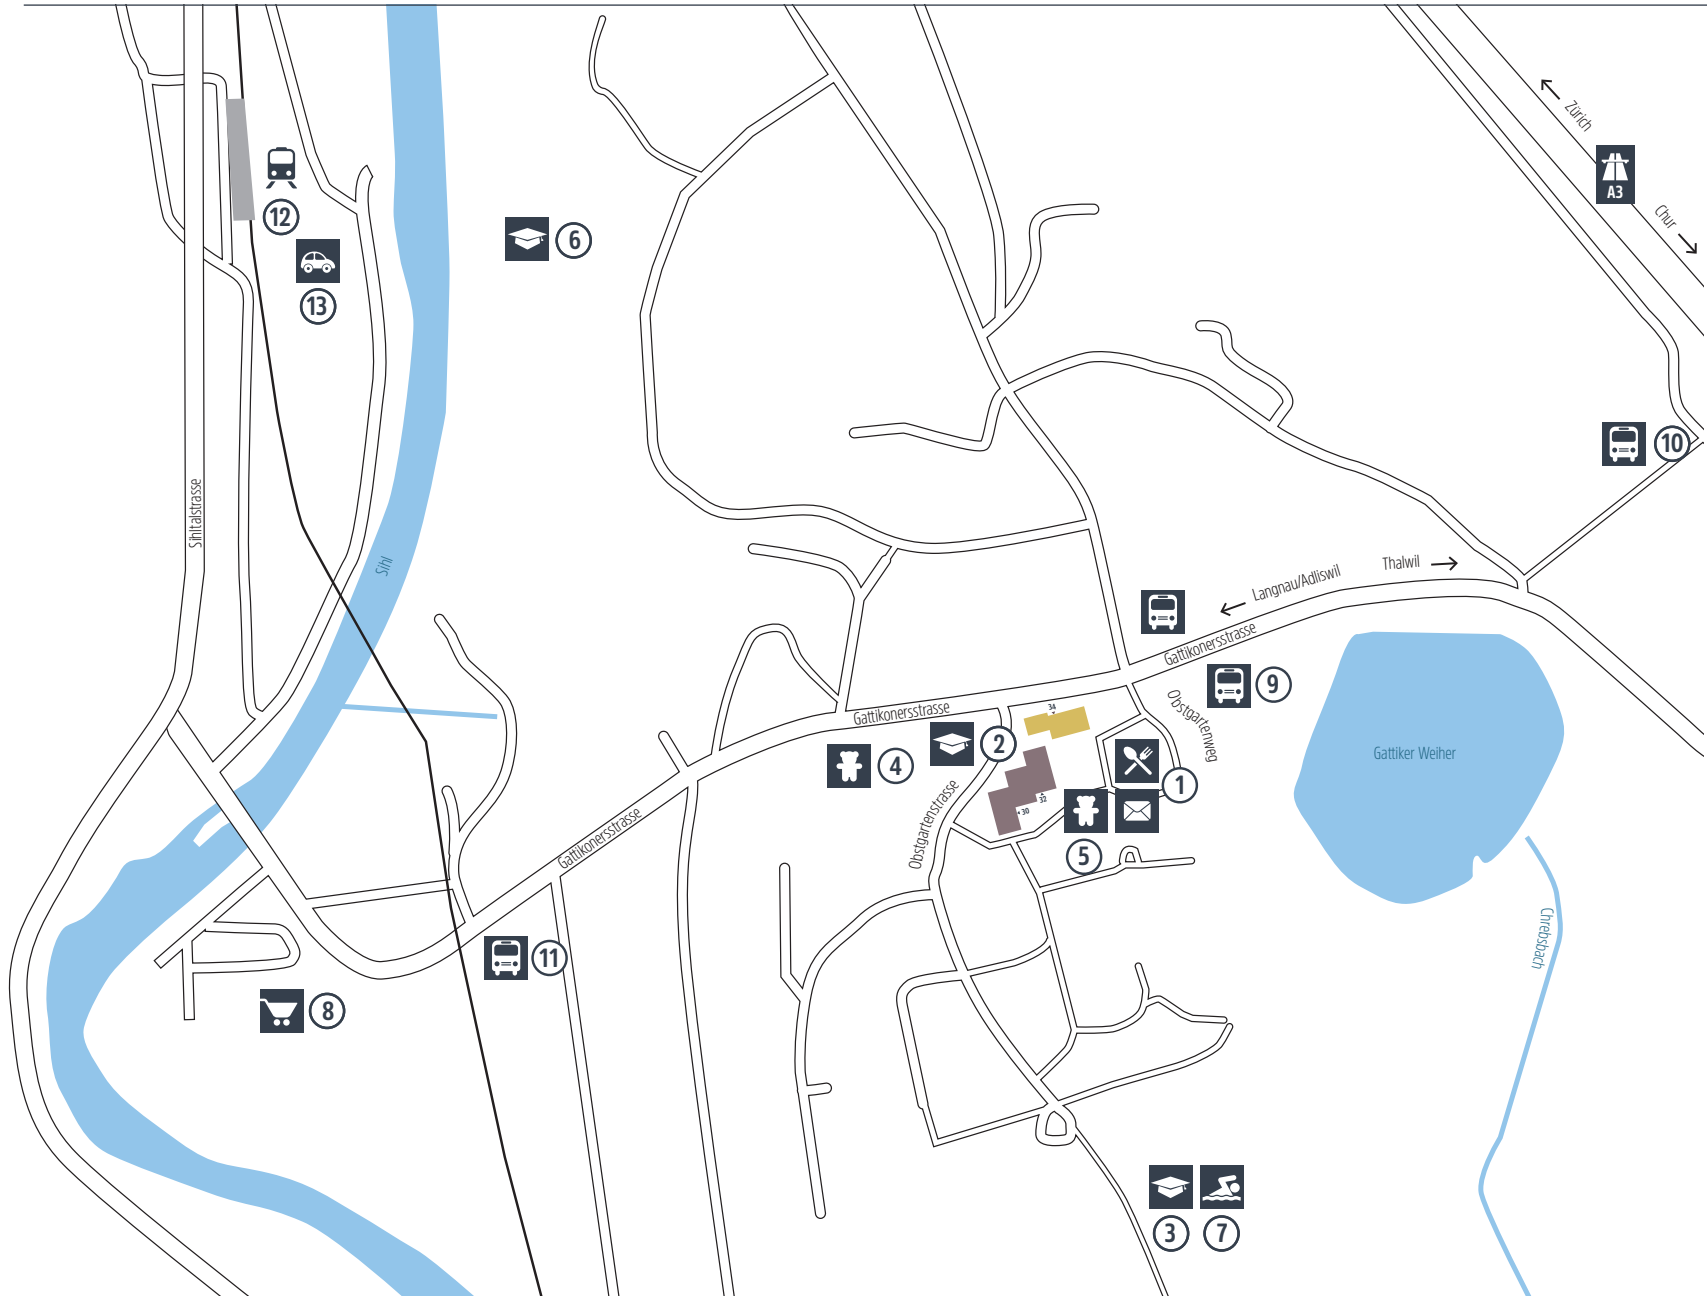 Zürich
A3
Chur
12
6
13
10
Sihltalstrasse
Sihl
Thalwil
Langnau/Adliswil
Gattikonersstrasse
9
Obstgartenweg
Gattikonersstrasse
34
2
4
Gattiker Weiher
1
32
30
Obstgartenstrasse
Gattikonersstrasse
5
Chrebsbach
11
8
3
7